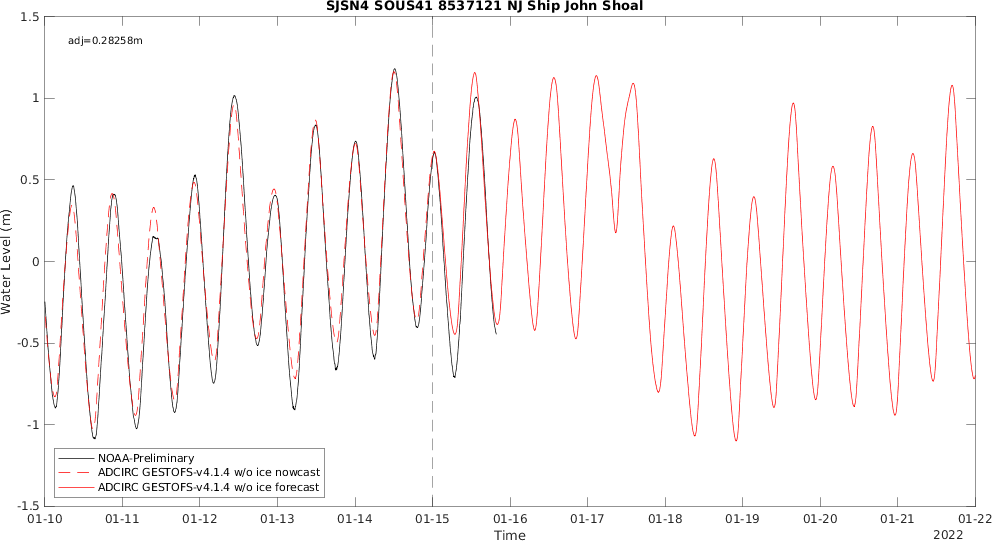 SJSN4 SOUS41 8537121 NJ Ship John Shoal
adj=0.28258m
1.5
1
0.5
0
-0.5
-1
-1.5
Water Level (m)
NOAA-Preliminary
ADCIRC GESTOFS-v4.1.4 w/o ice nowcast
ADCIRC GESTOFS-v4.1.4 w/o ice forecast
01-10 01-11 01-12 01-13 01-14 01-15 01-16 01-17 01-18 01-19 01-20 01-21 01-22
Time
2022